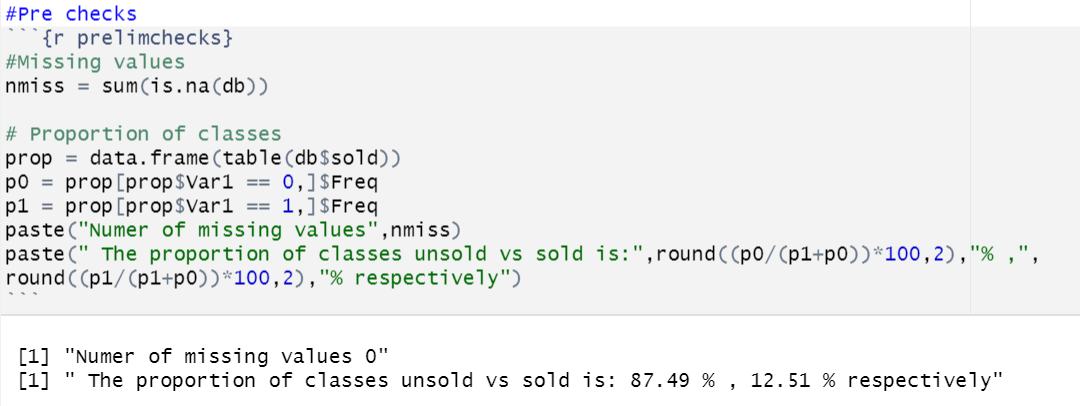 #Pre checks
```{r prelimchecks}
#Missing values
nmiss = sum(is.na(db))
# Proportion of classes
prop = data.frame(table(db$sold))
p0 = prop[prop$Var1 == 0,]$Freq
p1 = prop[prop$Var1 == 1,]$Freq
paste("Numer of missing values",nmiss)
paste(" The proportion of classes unsold vs sold is:",round((p0/(p1+p0))*100,2),"% ,",
round((p1/(p1+p0))*100,2),"% respectively")
```
[1] "Numer of missing values 0"
[1] " The proportion of classes unsold vs sold is: 87.49 % , 12.51 % respectively"